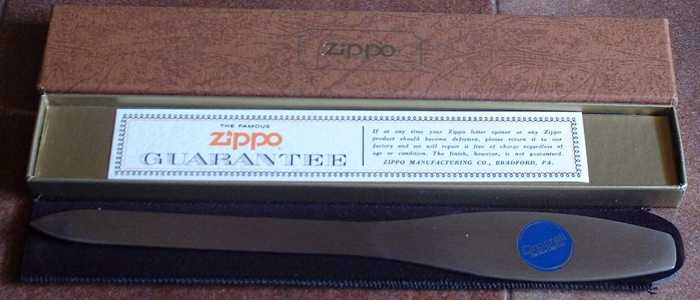 Zippo
THE FAMOUS
Zippo
GUARANTEE
If at any time your Zippo letter opener or any Zippo
product should become defective, please return it to our
factory and we will repair it free of charge regardless of
age or condition. The finish, however, is not guaranteed.
ZIPPO MANUFACTURING CO., BRADFORD, PA.